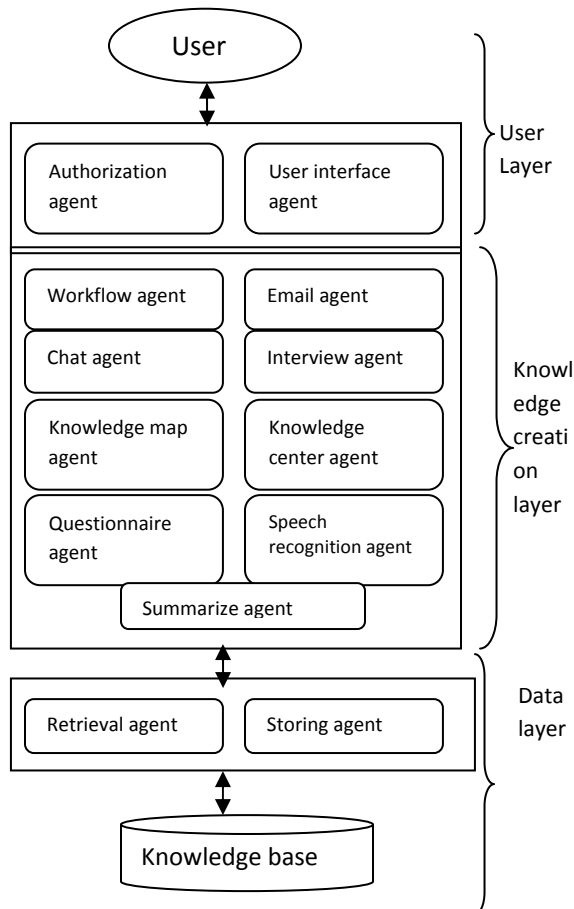 User
Authorization
agent
User interface
agent
User
Layer
Workflow agent
Email agent
Chat agent
Interview agent
Knowledge map
agent
Knowledge
center agent
Questionnaire
agent
Speech
recognition agent
Summarize agent
Knowl
edge
creati
on
layer
Retrieval agent
Storing agent
Data
layer
Knowledge base